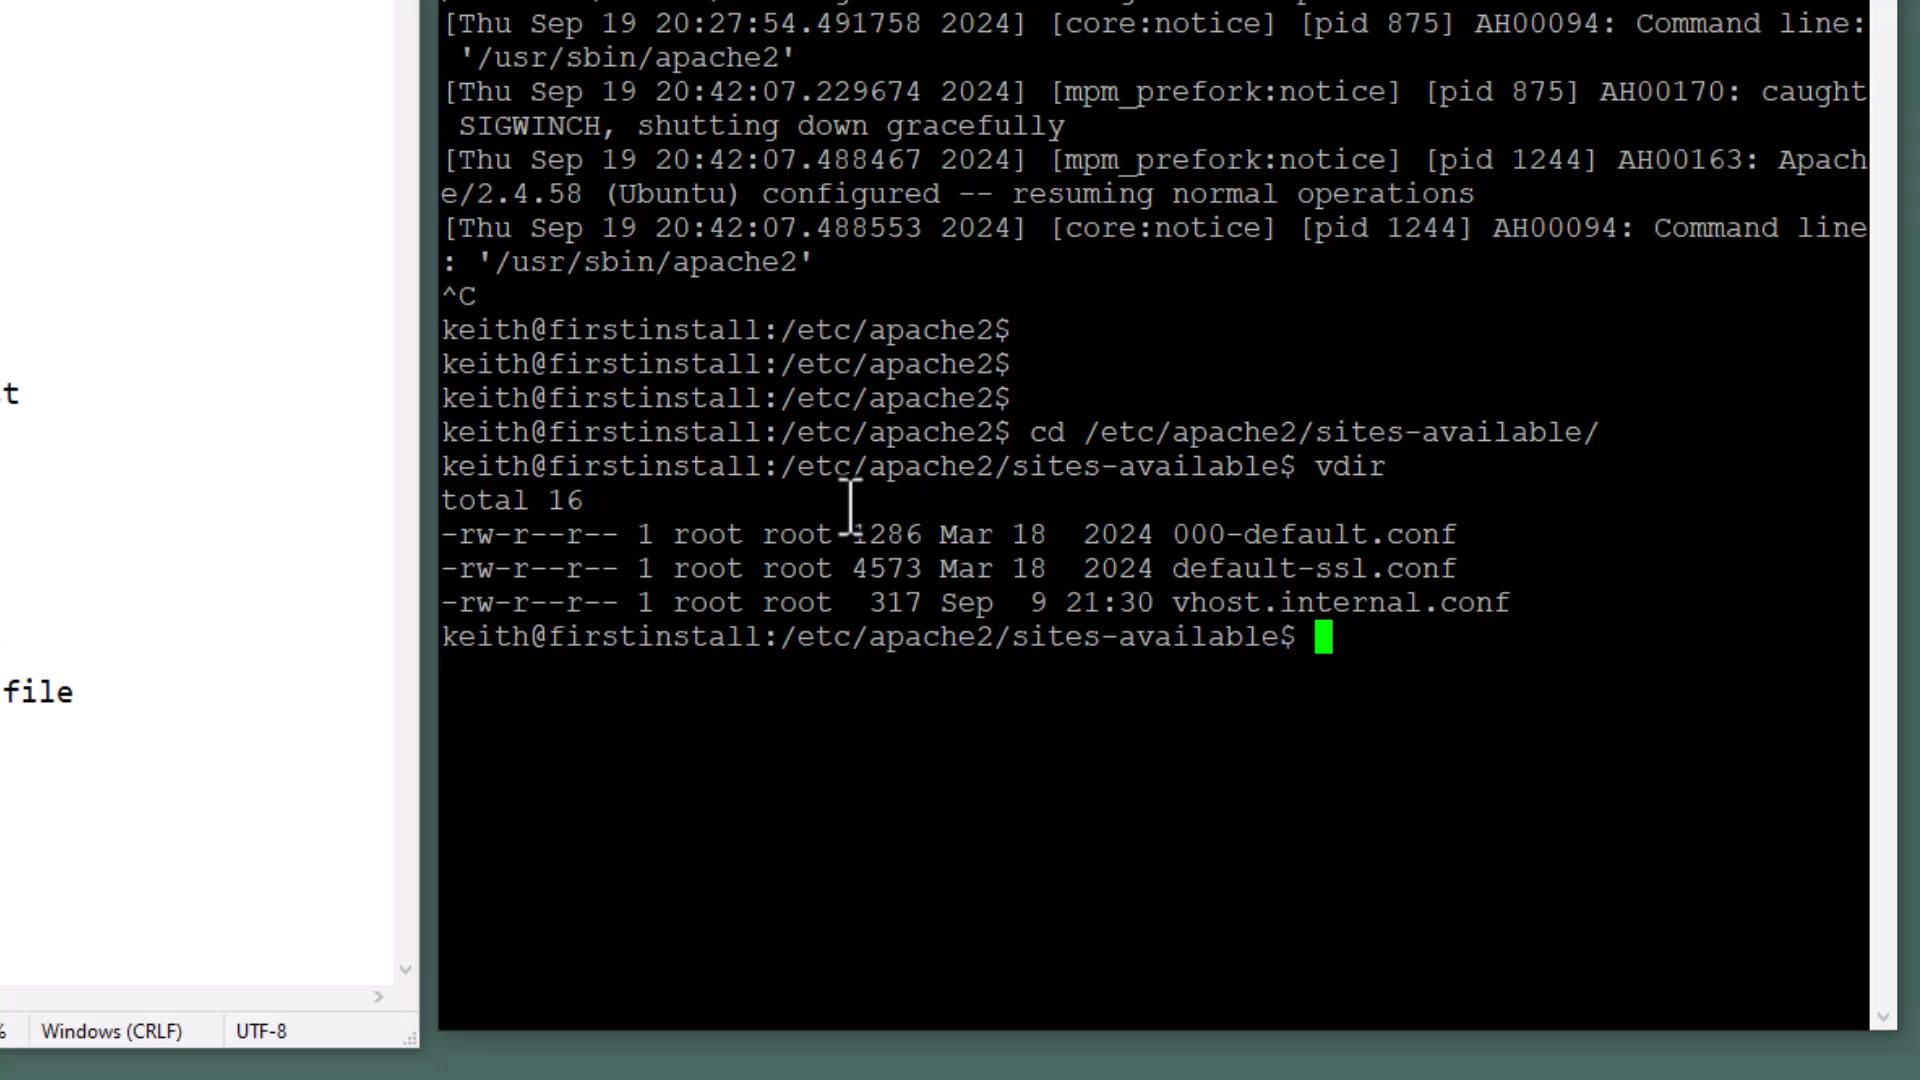 [Thu Sep 19 20:27:54.491758 2024] [core:notice] [pid 875] AH00094: Command line:
'/usr/sbin/apache2'
[Thu Sep 19 20:42:07.229674 2024] [mpm_prefork:notice] [pid 875] AH00170: caught
SIGWINCH, shutting down gracefully
[Thu Sep 19 20:42:07.488467 2024] [mpm_prefork:notice] [pid 1244] AH00163: Apach
e/2.4.58 (Ubuntu) configured -- resuming normal operations
[Thu Sep 19 20:42:07.488553 2024] [core:notice] [pid 1244] AH00094: Command line
: '/usr/sbin/apache2'
^C
keith@firstinstall:/etc/apache2$
keith@firstinstall:/etc/apache2$
keith@firstinstall:/etc/apache2$
keith@firstinstall:/etc/apache2$ cd /etc/apache2/sites-available/
keith@firstinstall:/etc/apache2/sites-available$ vdir
total 16
-rw-r--r-- 1 root root 1286 Mar 18  2024 000-default.conf
-rw-r--r-- 1 root root 4573 Mar 18  2024 default-ssl.conf
-rw-r--r-- 1 root root  317 Sep  9 21:30 vhost.internal.conf
keith@firstinstall:/etc/apache2/sites-available$
t
file
% Windows (CRLF) UTF-8